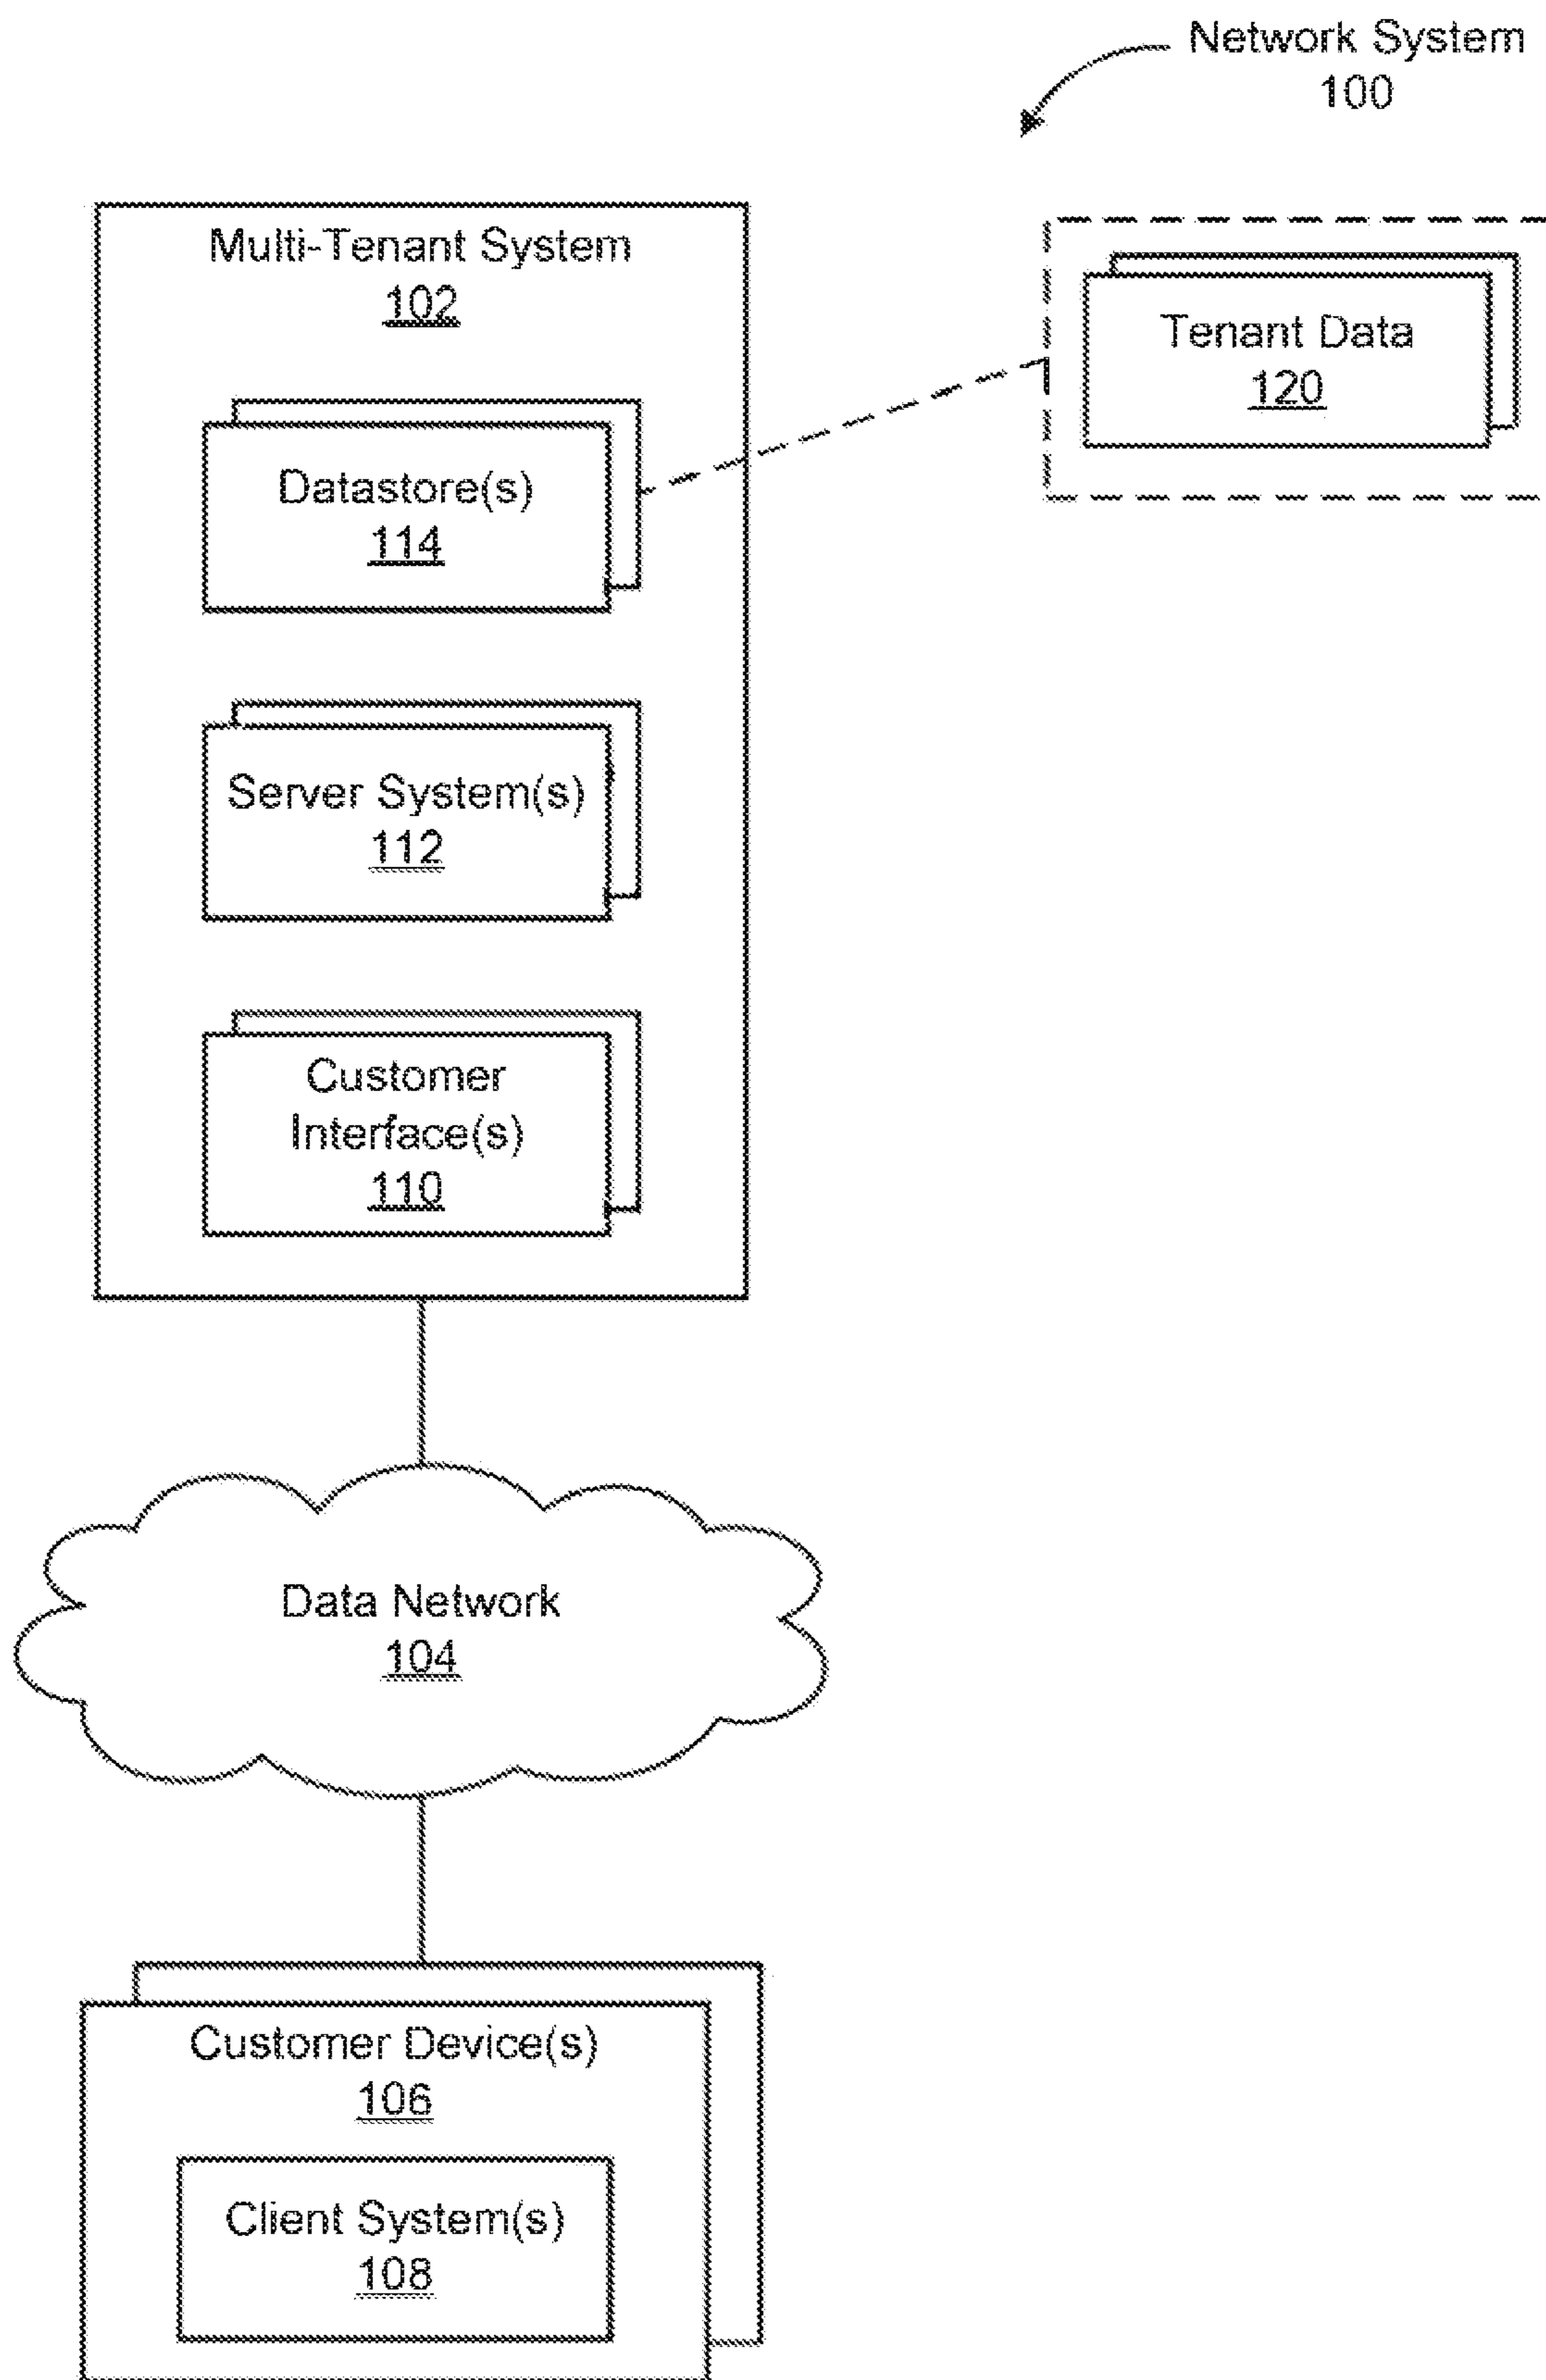 Network System
100
Multi-Tenant System
102
Tenant Data
120
Datastore(s)
114
Server System(s)
112
Customer
Interface(s)
110
Data Network
104
Customer Device(s)
106
Client System(s)
108